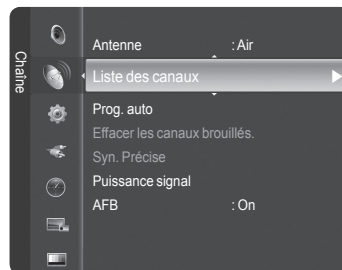 Chaîne
Antenne : Air
Liste des canaux
Prog. auto
Effacer les canaux brouillés.
Syn. Précise
Puissance signal
AFB : On